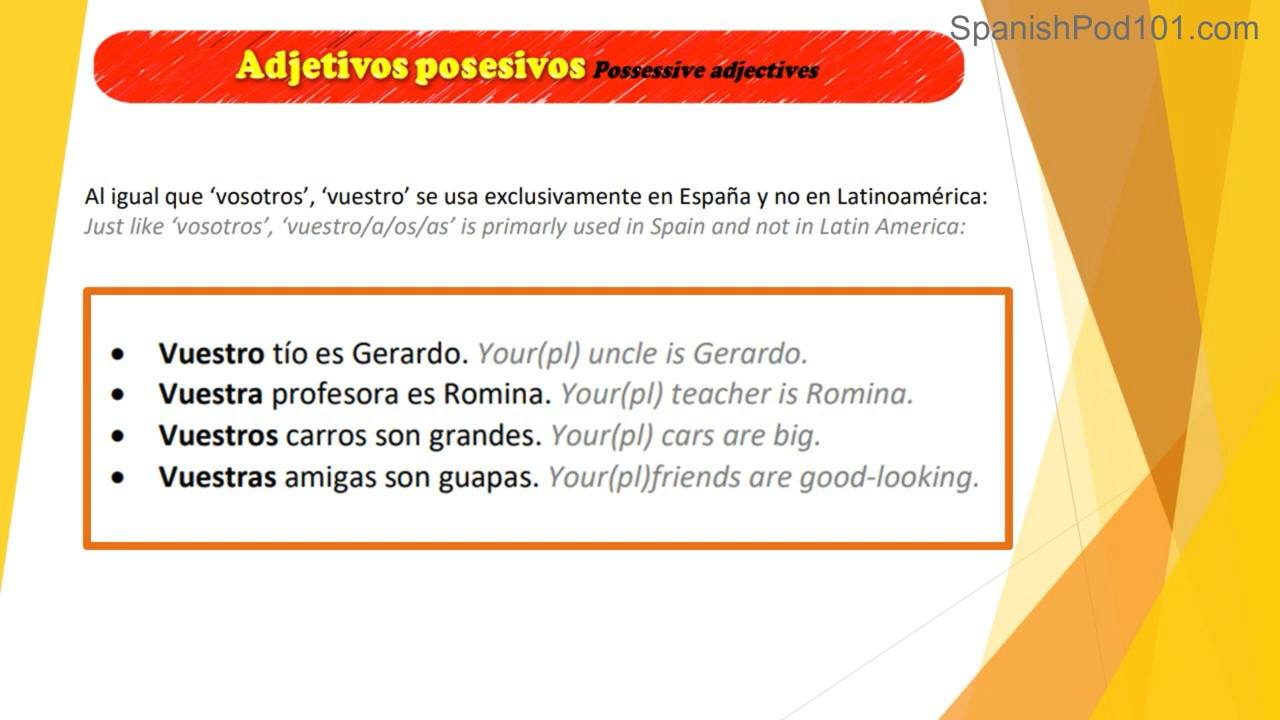 SpanishPod101.com
Adjetivos posesivos Possessive adjectives
Al igual que ‘vosotros’, ‘vuestro’ se usa exclusivamente en España y no en Latinoamérica:
Just like ‘vosotros’, ‘vuestro/a/os/as’ is primarly used in Spain and not in Latin America:
• Vuestro tío es Gerardo. Your(pl) uncle is Gerardo.
• Vuestra profesora es Romina. Your(pl) teacher is Romina.
• Vuestros carros son grandes. Your(pl) cars are big.
• Vuestras amigas son guapas. Your(pl)friends are good-looking.